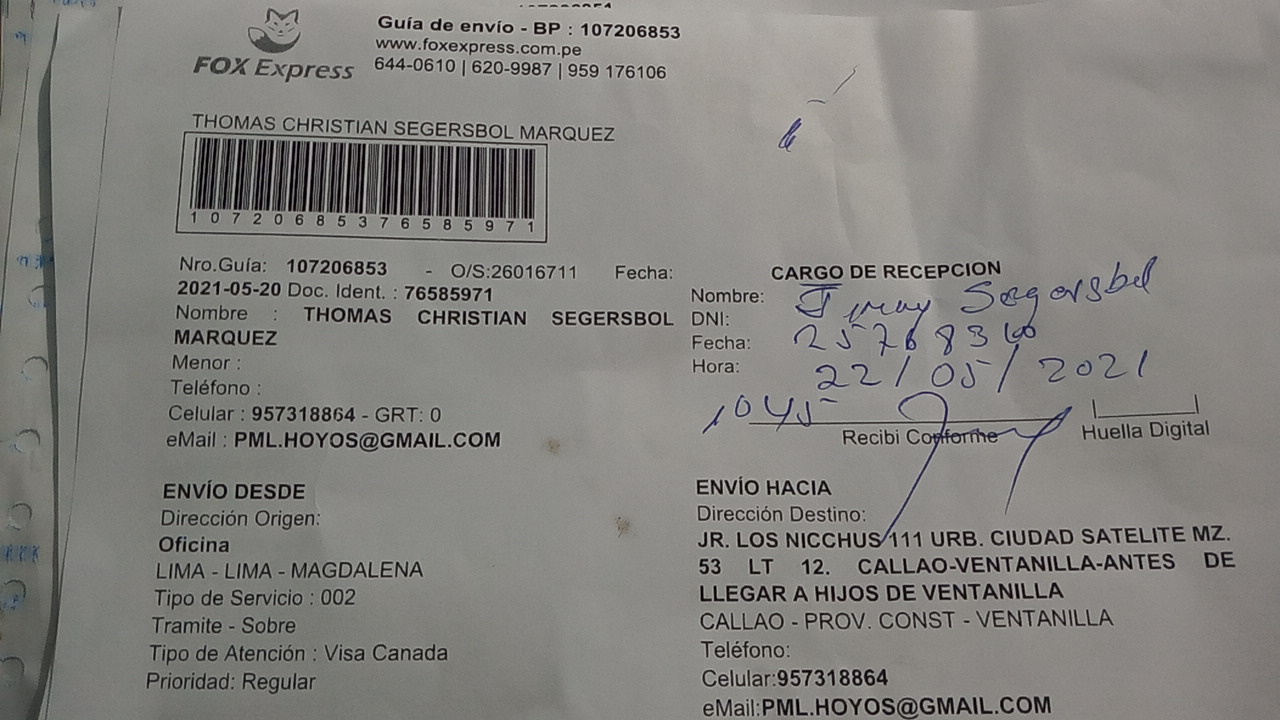 FOX Express
Guía de envío - BP : 107206853
www.foxexpress.com.pe
644-0610 | 620-9987 | 959 176106
THOMAS CHRISTIAN SEGERSBOL MARQUEZ
1 0 7 2 0 6 8 5 3 7 6 5 8 5 9 7 1
Nro.Guía: 107206853 - O/S:26016711 Fecha:
2021-05-20 Doc. Ident. : 76585971
Nombre : THOMAS CHRISTIAN SEGERSBOL
MARQUEZ
Menor :
Teléfono :
Celular : 957318864 - GRT: 0
eMail : PML.HOYOS@GMAIL.COM
CARGO DE RECEPCION
Nombre: Segersbol
DNI: 25768360
Fecha: 22/05/2021
Hora: 1045
Recibi Conforme
Huella Digital
ENVÍO DESDE
Dirección Origen:
Oficina
LIMA - LIMA - MAGDALENA
Tipo de Servicio : 002
Tramite - Sobre
Tipo de Atención : Visa Canada
Prioridad: Regular
ENVÍO HACIA
Dirección Destino:
JR. LOS NICCHUS 111 URB. CIUDAD SATELITE MZ.
53 LT 12. CALLAO-VENTANILLA-ANTES DE
LLEGAR A HIJOS DE VENTANILLA
CALLAO - PROV. CONST - VENTANILLA
Teléfono:
Celular:957318864
eMail:PML.HOYOS@GMAIL.COM